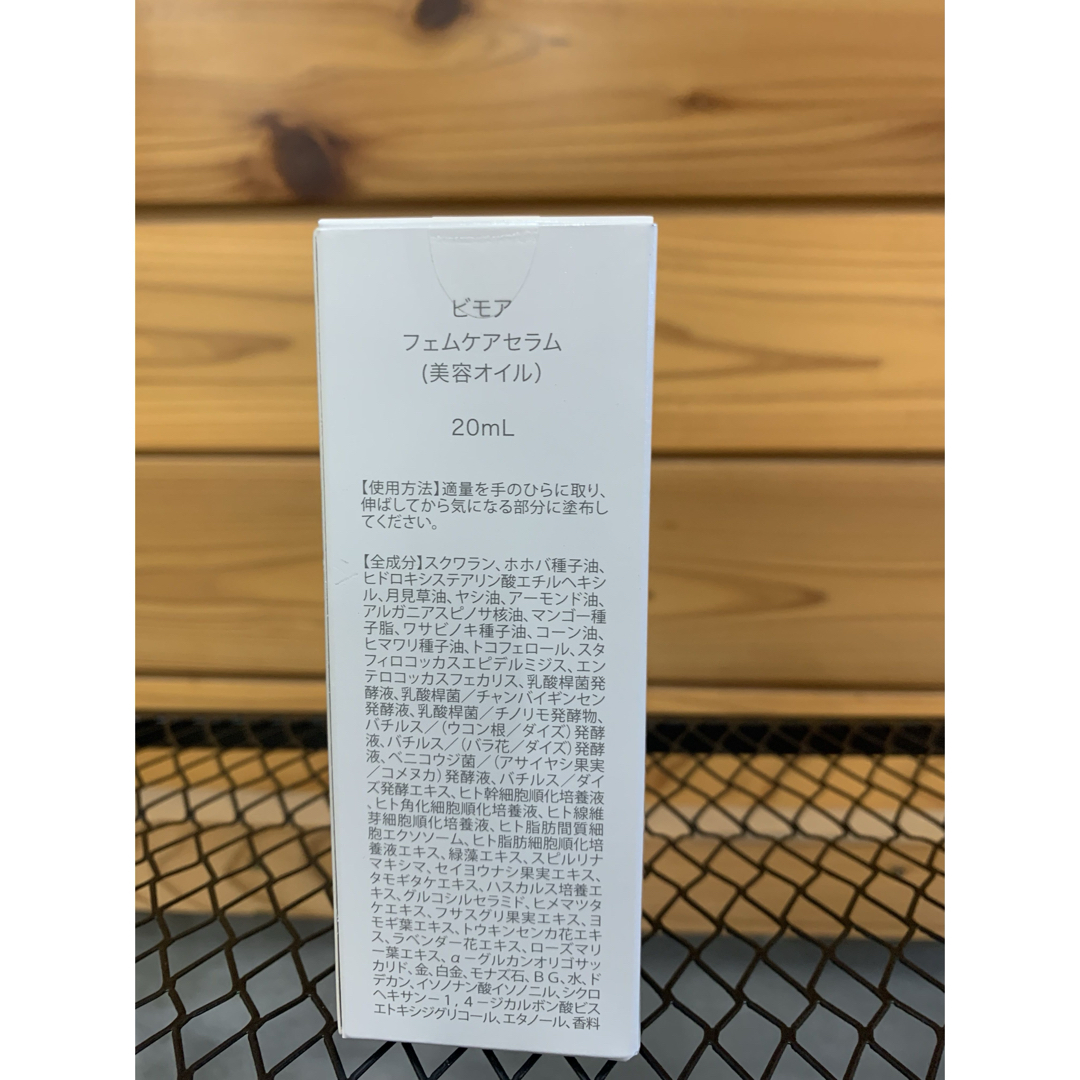 ビモア
フェムケアセラム
(美容オイル)
20mL
【使用方法】適量を手のひらに取り、
伸ばしてから気になる部分に塗布し
てください。
【全成分】スクワラン、ホホバ種子油、
ヒドロキシステアリン酸エチルヘキシ
ル、月見草油、ヤシ油、アーモンド油、
アルガニアスピノサ核油、マンゴー種
子脂、ワサビノキ種子油、コーン油、
ヒマワリ種子油、トコフェロール、スタ
フィロコッカスエピデルミジス、エン
テロコッカスフェカリス、乳酸桿菌発
酵液、乳酸桿菌／チャンバイギンセン
発酵液、乳酸桿菌／チノリモ発酵物、
バチルス／(ウコン根／ダイズ)発酵
液、バチルス／(バラ花／ダイズ)発酵
液、ベニコウジ菌／(アサイヤシ果実
／コメヌカ)発酵液、バチルス／ダイ
ズ発酵エキス、ヒト幹細胞順化培養液
、ヒト角化細胞順化培養液、ヒト線維
芽細胞順化培養液、ヒト脂肪間質細
胞エクソソーム、ヒト脂肪細胞順化培
養液エキス、緑藻エキス、スピルリナ
マキシマ、セイヨウナシ果実エキス、
タモギタケエキス、ハスカルス培養エ
キス、グルコシルセラミド、ヒメマツタ
ケエキス、フサスグリ果実エキス、ヨ
モギ葉エキス、トウキンセンカ花エキ
ス、ラベンダー花エキス、ローズマリ
ー葉エキス、α－グルカンオリゴサッ
カリド、金、白金、モナズ石、ＢＧ、水、ド
デカン、イソノナン酸イソノニル、シクロ
ヘキサン－１，４－ジカルボン酸ビス
エトキシジグリコール、エタノール、香料